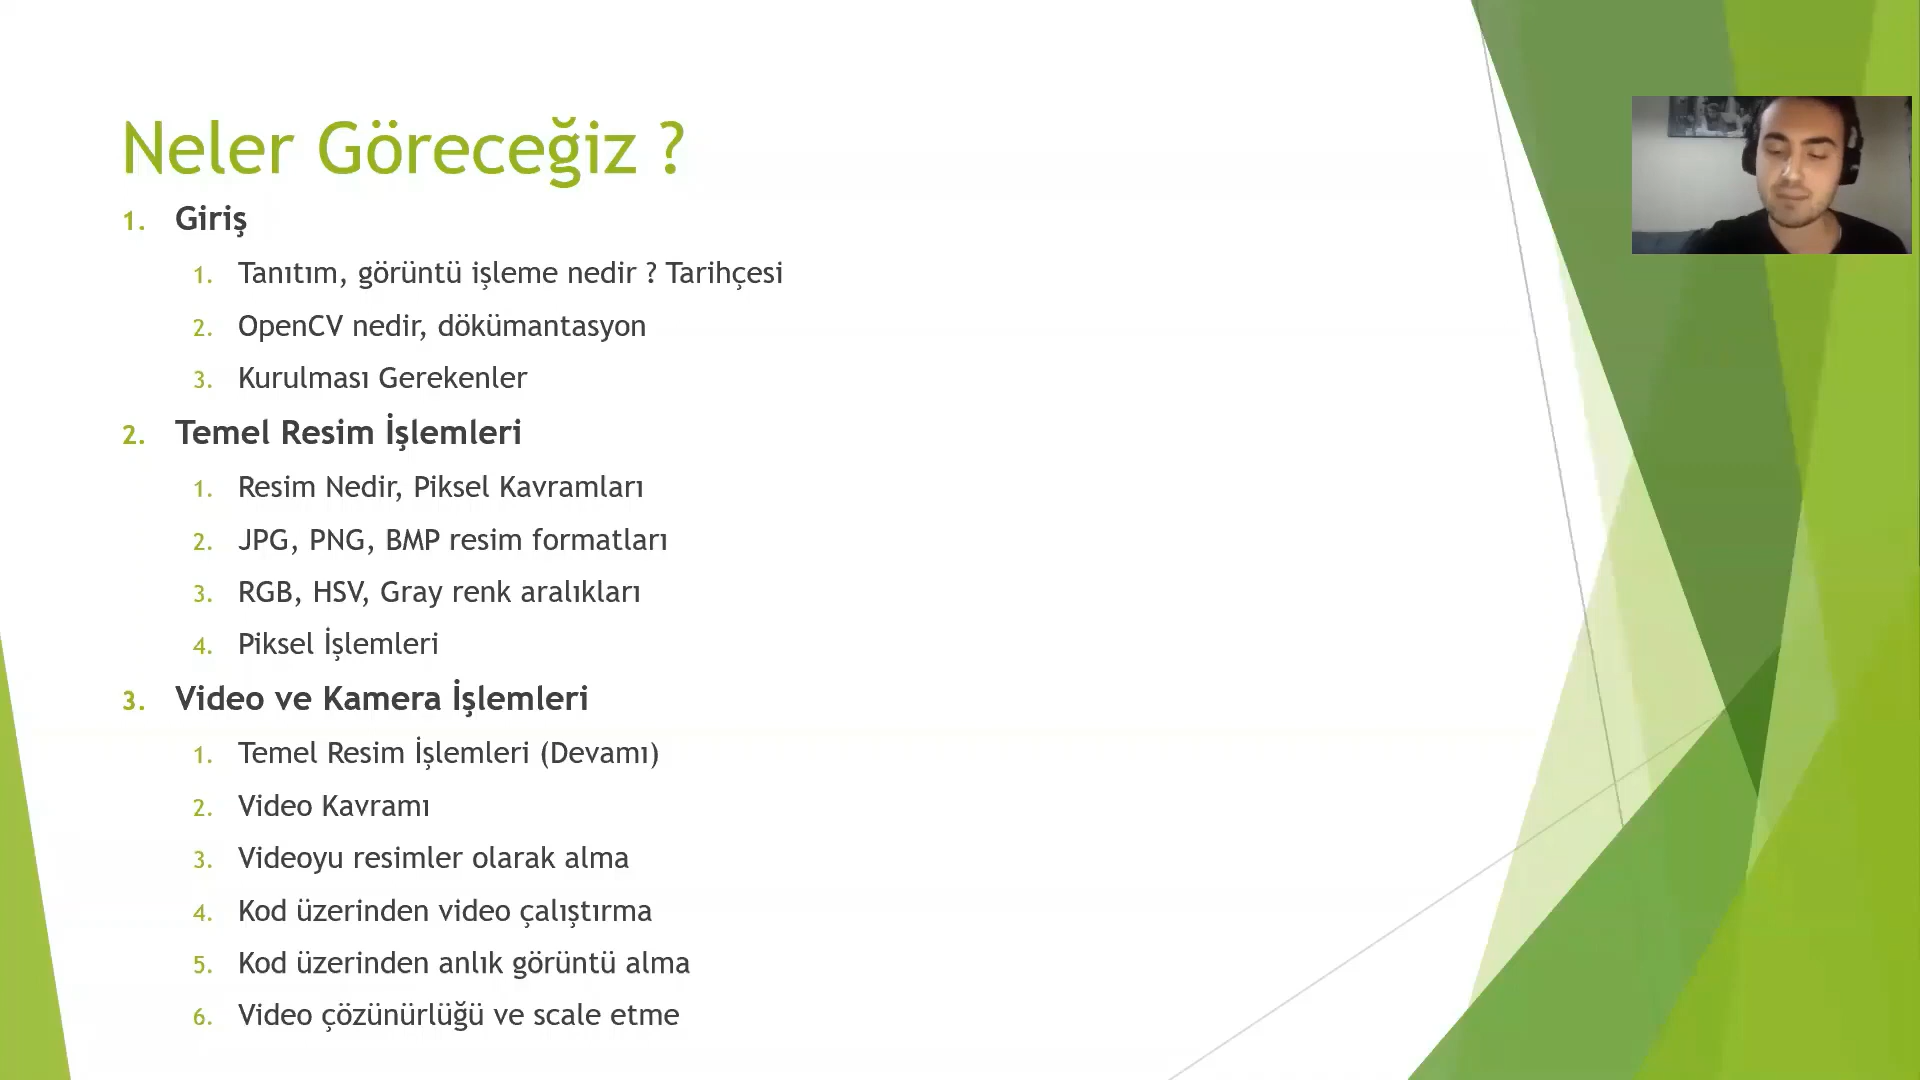 Neler Göreceğiz ?
1. Giriş
1. Tanıtım, görüntü işleme nedir ? Tarihçesi
2. OpenCV nedir, dökümantasyon
3. Kurulması Gerekenler
2. Temel Resim İşlemleri
1. Resim Nedir, Piksel Kavramları
2. JPG, PNG, BMP resim formatları
3. RGB, HSV, Gray renk aralıkları
4. Piksel İşlemleri
3. Video ve Kamera İşlemleri
1. Temel Resim İşlemleri (Devamı)
2. Video Kavramı
3. Videoyu resimler olarak alma
4. Kod üzerinden video çalıştırma
5. Kod üzerinden anlık görüntü alma
6. Video çözünürlüğü ve scale etme